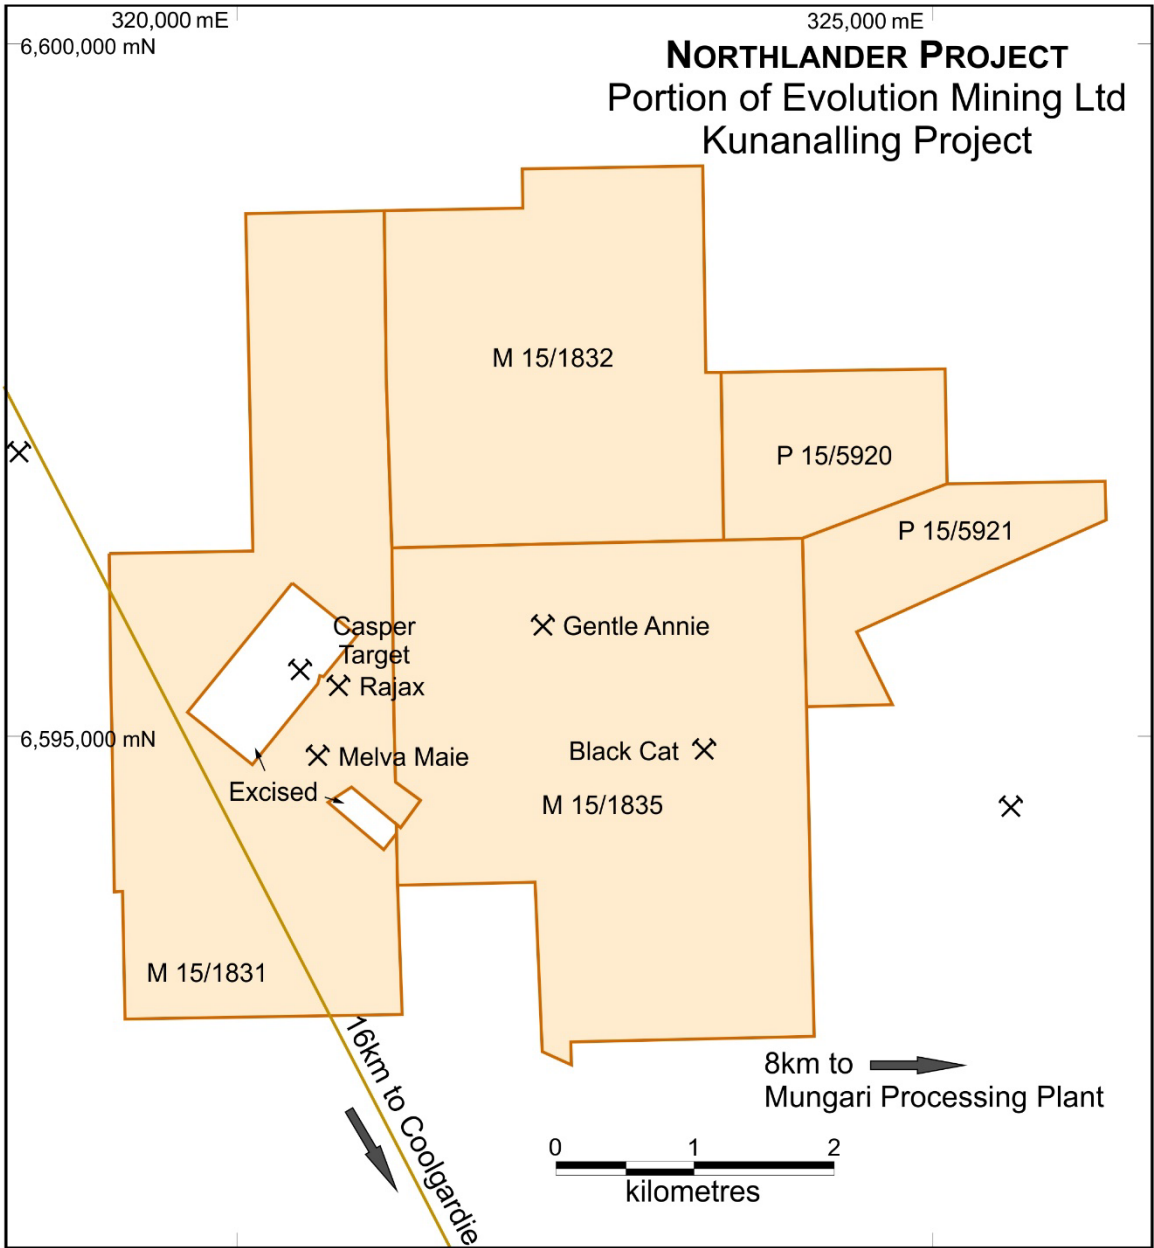 320,000 mE
325,000 mE
6,600,000 mN
NORTHLANDER PROJECT
Portion of Evolution Mining Ltd
Kunanalling Project
M 15/1832
P 15/5920
P 15/5921
Casper
Target
Gentle Annie
Rajax
6,595,000 mN
Melva Maie
Black Cat
Excised
M 15/1835
M 15/1831
16km to Coolgardie
8km to
Mungari Processing Plant
0 1 2
kilometres